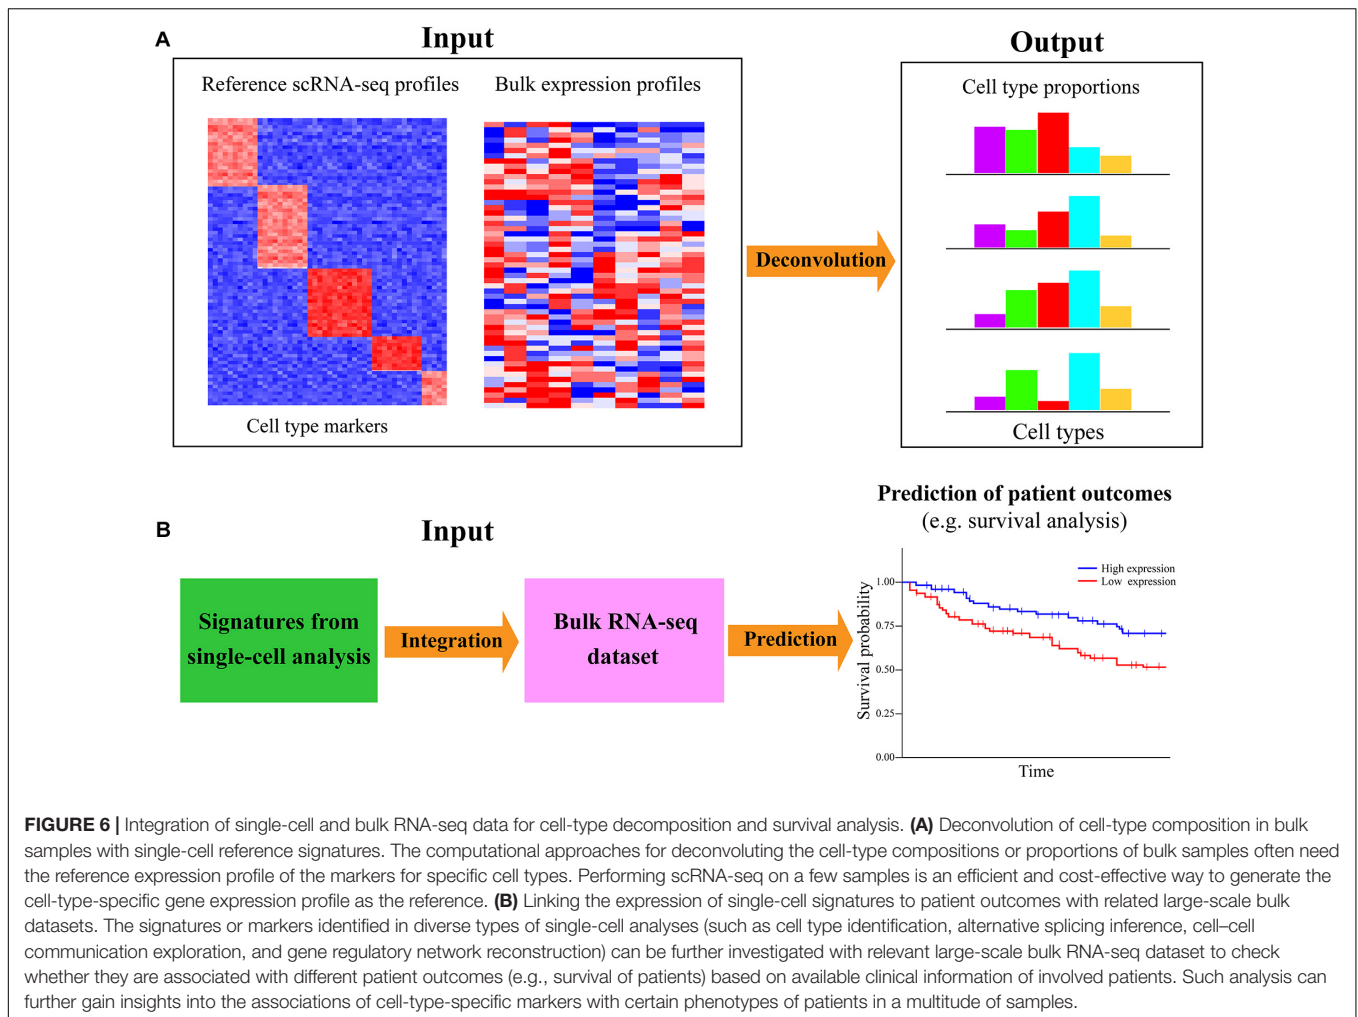 A
Input
Output
Reference scRNA-seq profiles
Bulk expression profiles
Cell type markers
Deconvolution
Cell type proportions
Cell types
B
Input
Signatures from
single-cell analysis
Integration
Bulk RNA-seq
dataset
Prediction
Prediction of patient outcomes
(e.g. survival analysis)
High expression
Low expression
1.00
0.75
0.50
0.25
0.00
Survival probability
Time
FIGURE 6 | Integration of single-cell and bulk RNA-seq data for cell-type decomposition and survival analysis. (A) Deconvolution of cell-type composition in bulk
samples with single-cell reference signatures. The computational approaches for deconvoluting the cell-type compositions or proportions of bulk samples often need
the reference expression profile of the markers for specific cell types. Performing scRNA-seq on a few samples is an efficient and cost-effective way to generate the
cell-type-specific gene expression profile as the reference. (B) Linking the expression of single-cell signatures to patient outcomes with related large-scale bulk
datasets. The signatures or markers identified in diverse types of single-cell analyses (such as cell type identification, alternative splicing inference, cell–cell
communication exploration, and gene regulatory network reconstruction) can be further investigated with relevant large-scale bulk RNA-seq dataset to check
whether they are associated with different patient outcomes (e.g., survival of patients) based on available clinical information of involved patients. Such analysis can
further gain insights into the associations of cell-type-specific markers with certain phenotypes of patients in a multitude of samples.